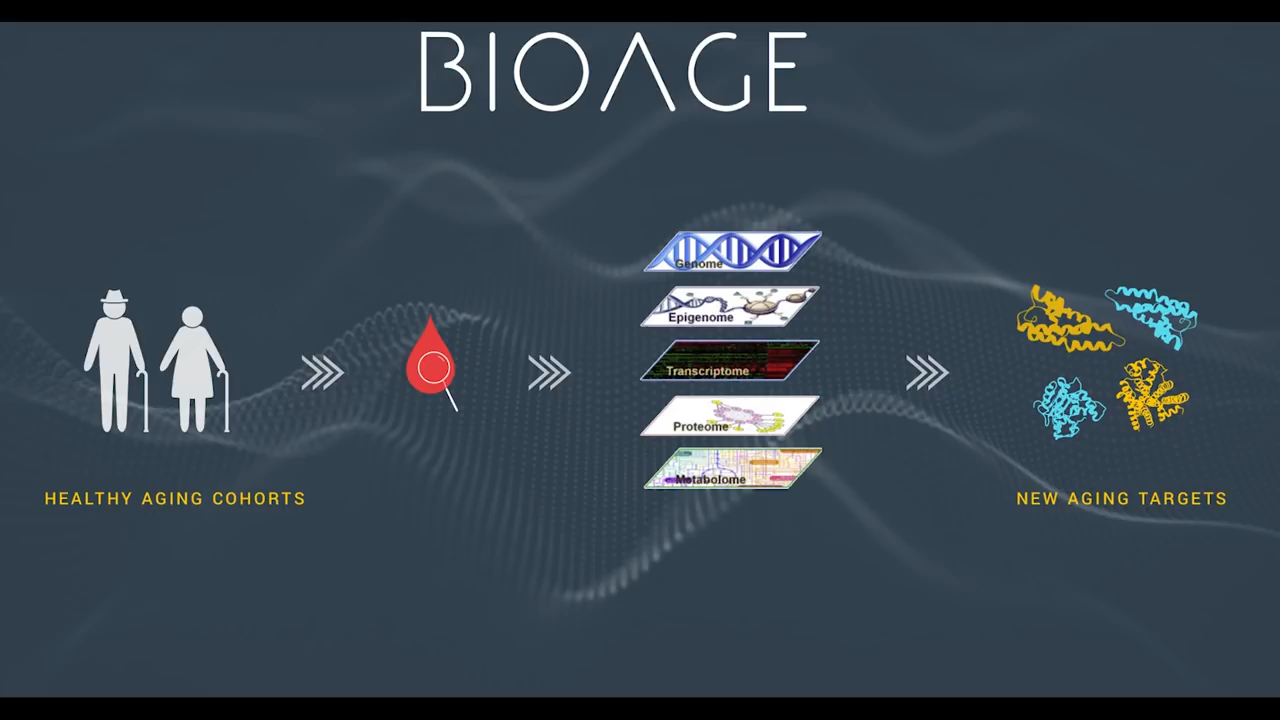 BIOAGE
Genome
Epigenome
Transcriptome
Proteome
Metabolome
HEALTHY AGING COHORTS
NEW AGING TARGETS